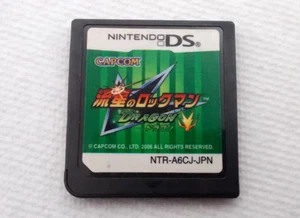 NINTENDO DS
CAPCOM
流星のロックマン
DRAGON
© CAPCOM CO., LTD. 2006 ALL RIGHTS RESERVED
NTR-A6CJ-JPN